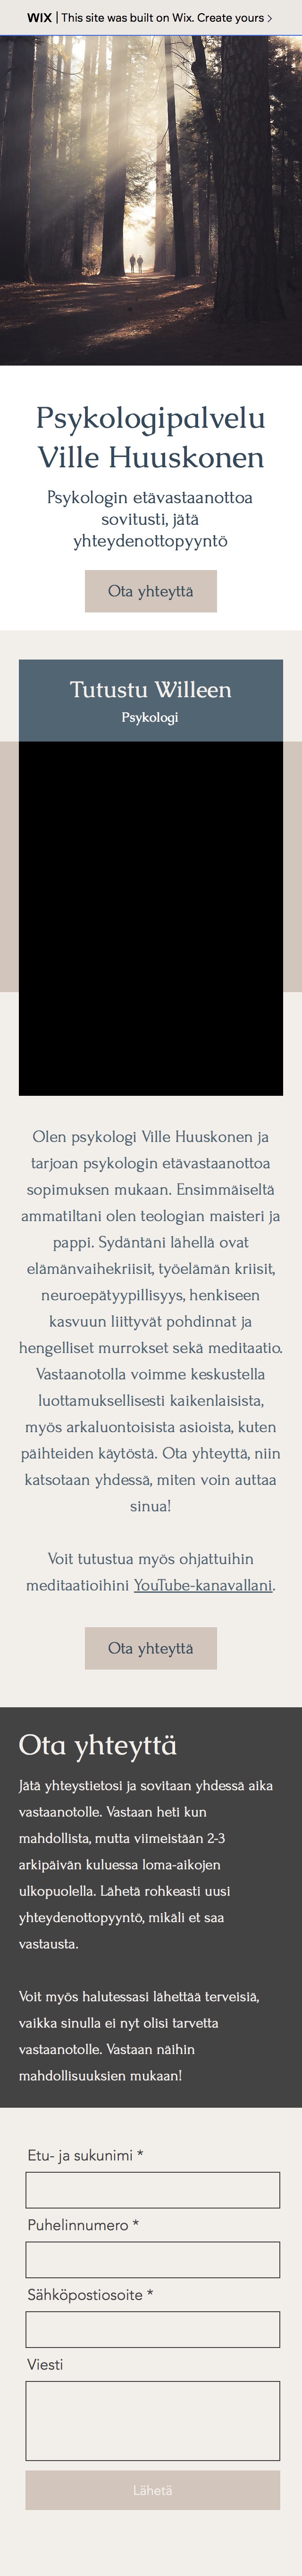 WIX | This site was built on Wix. Create yours >
Psykologipalvelu
Ville Huuskonen
Psykologin etävastaanottoa
sovitusti, jätä
yhteydenottopyyntö
Ota yhteyttä
Tutustu Willeen
Psykologi
Olen psykologi Ville Huuskonen ja
tarjoan psykologin etävastaanottoa
sopimuksen mukaan. Ensimmäiseltä
ammatiltani olen teologian maisteri ja
pappi. Sydäntäni lähellä ovat
elämänvaihekriisit, työelämän kriisit,
neuroepätyypillisyys, henkiseen
kasvuun liittyvät pohdinnat ja
hengelliset murrokset sekä meditaatio.
Vastaanotolla voimme keskustella
luottamuksellisesti kaikenlaisista,
myös arkaluontoisista asioista, kuten
päihteiden käytöstä. Ota yhteyttä, niin
katsotaan yhdessä, miten voin auttaa
sinua!
Voit tutustua myös ohjattuihin
meditaatioihini YouTube-kanavallani.
Ota yhteyttä
Ota yhteyttä
Jätä yhteystietosi ja sovitaan yhdessä aika
vastaanotolle. Vastaan heti kun
mahdollista, mutta viimeistään 2-3
arkipäivän kuluessa loma-aikojen
ulkopuolella. Lähetä rohkeasti uusi
yhteydenottopyyntö, mikäli et saa
vastausta.
Voit myös halutessasi lähettää terveisiä,
vaikka sinulla ei nyt olisi tarvetta
vastaanotolle. Vastaan näihin
mahdollisuuksien mukaan!
Etu- ja sukunimi *
Puhelinnumero *
Sähköpostiosoite *
Viesti
Lähetä